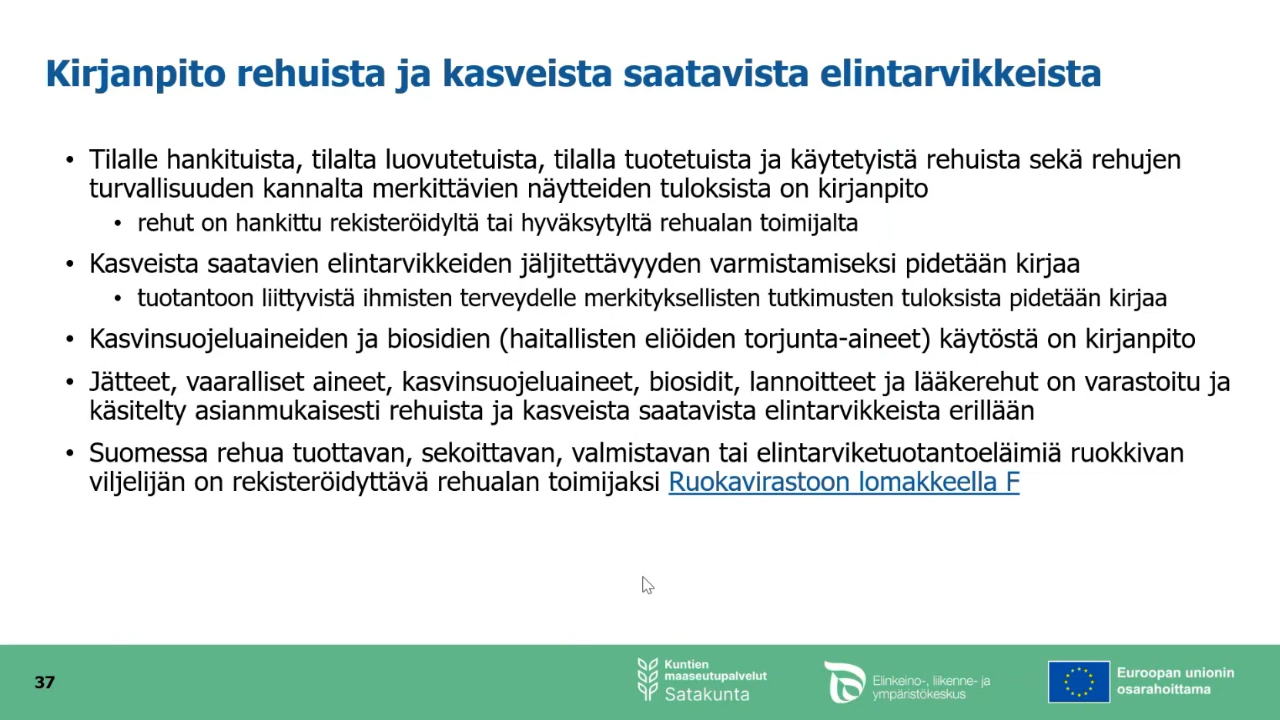 Kirjanpito rehuista ja kasveista saatavista elintarvikkeista
• Tilalle hankituista, tilalta luovutetuista, tilalla tuotetuista ja käytetyistä rehuista sekä rehujen
turvallisuuden kannalta merkittävien näytteiden tuloksista on kirjanpito
• rehut on hankittu rekisteröidyltä tai hyväksytyltä rehualan toimijalta
• Kasveista saatavien elintarvikkeiden jäljitettävyyden varmistamiseksi pidetään kirjaa
• tuotantoon liittyvistä ihmisten terveydelle merkityksellisten tutkimusten tuloksista pidetään kirjaa
• Kasvinsuojeluaineiden ja biosidien (haitallisten eliöiden torjunta-aineet) käytöstä on kirjanpito
• Jätteet, vaaralliset aineet, kasvinsuojeluaineet, biosidit, lannoitteet ja lääkerehut on varastoitu ja
käsitelty asianmukaisesti rehuista ja kasveista saatavista elintarvikkeista erillään
• Suomessa rehua tuottavan, sekoittavan, valmistavan tai elintarviketuotantoeläimiä ruokkivan
viljelijän on rekisteröidyttävä rehualan toimijaksi Ruokavirastoon lomakkeella F
37
Kuntien
maaseutupalvelut
Satakunta
Elinkeino-, liikenne- ja
ympäristökeskus
Euroopan unionin
osarahoittama